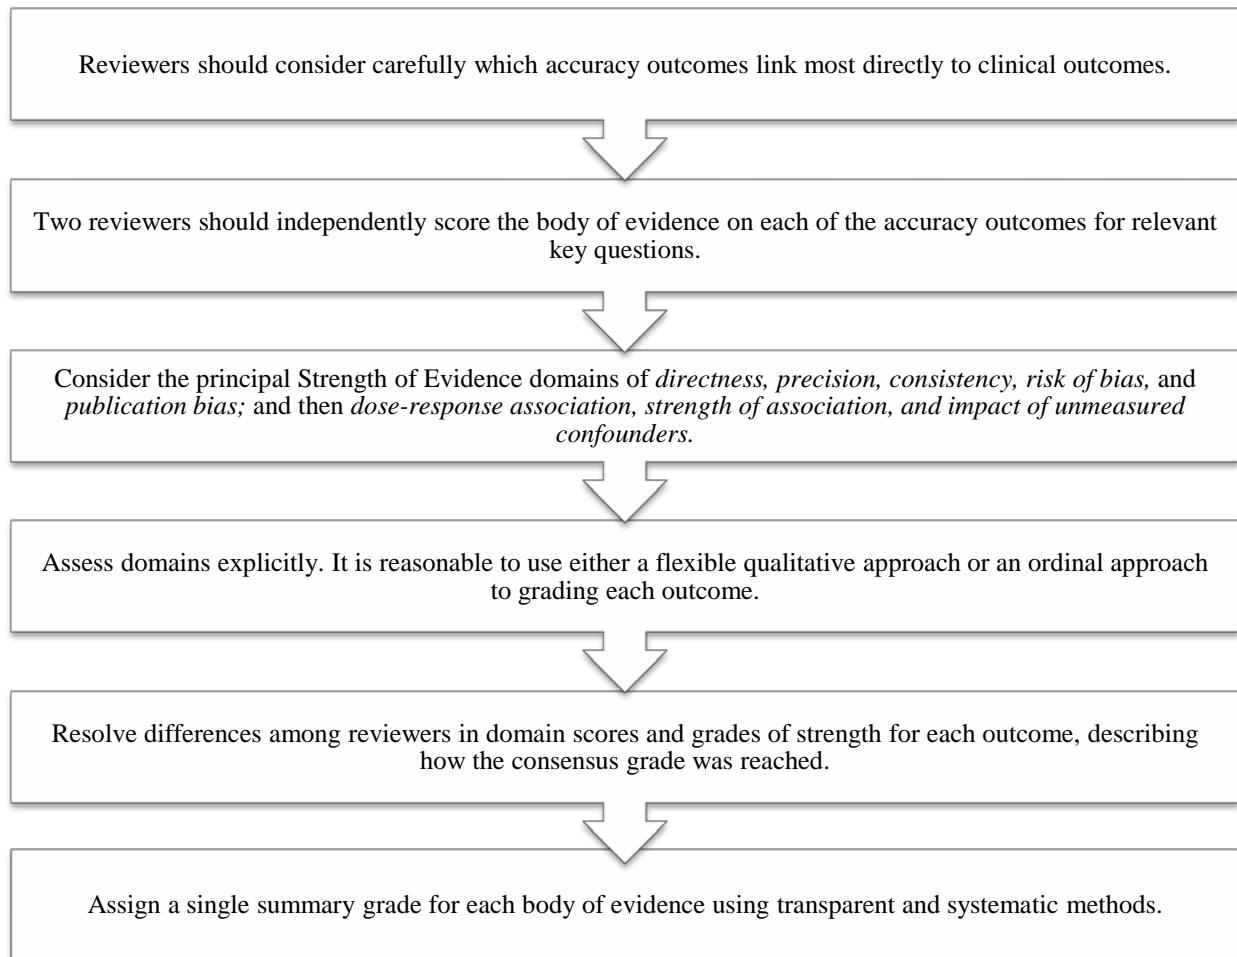 Reviewers should consider carefully which accuracy outcomes link most directly to clinical outcomes.
Two reviewers should independently score the body of evidence on each of the accuracy outcomes for relevant
key questions.
Consider the principal Strength of Evidence domains of directness, precision, consistency, risk of bias, and
publication bias; and then dose-response association, strength of association, and impact of unmeasured
confounders.
Assess domains explicitly. It is reasonable to use either a flexible qualitative approach or an ordinal approach
to grading each outcome.
Resolve differences among reviewers in domain scores and grades of strength for each outcome, describing
how the consensus grade was reached.
Assign a single summary grade for each body of evidence using transparent and systematic methods.